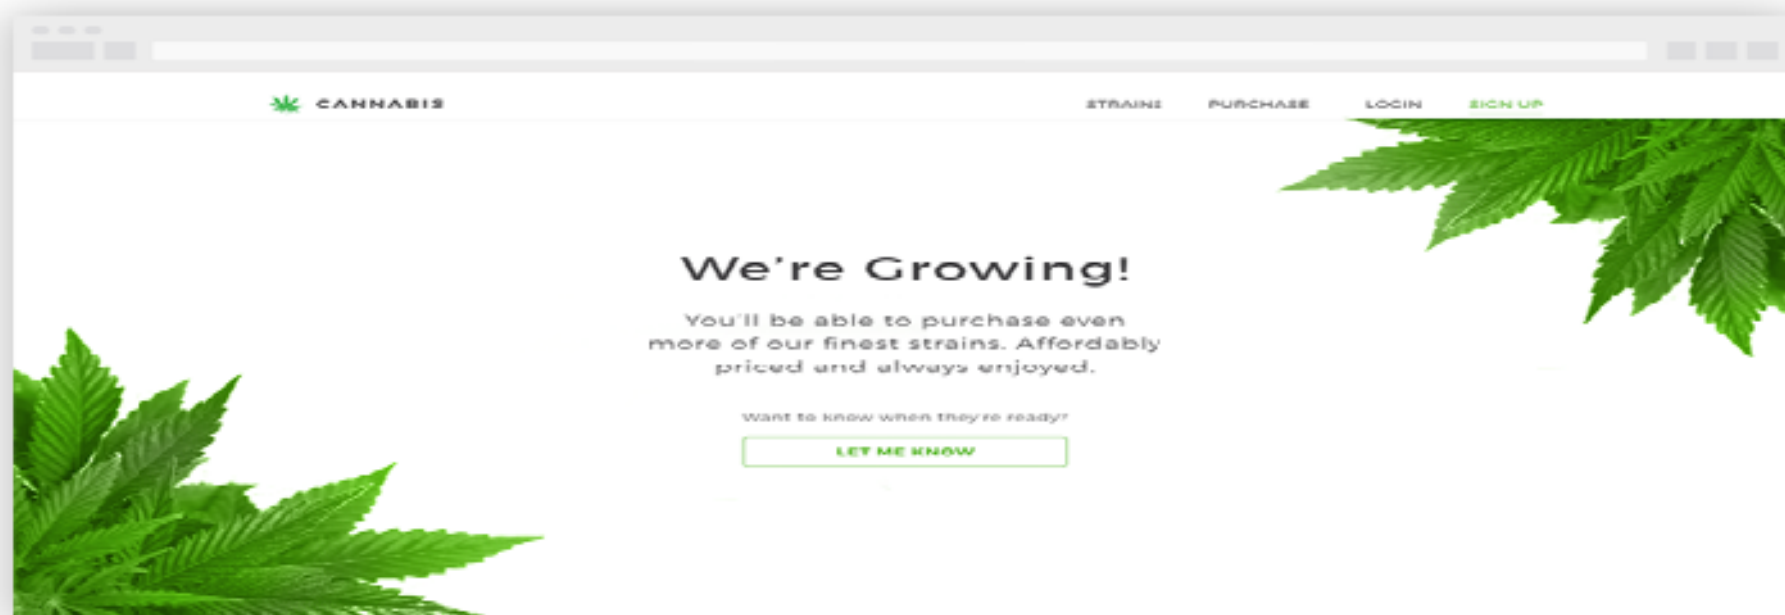 CANNABIS
STRAINS PURCHASE LOGIN SIGN UP
We're Growing!
You'll be able to purchase even
more of our finest strains. Affordably
priced and always enjoyed.
Want to know when they're ready?
LET ME KNOW